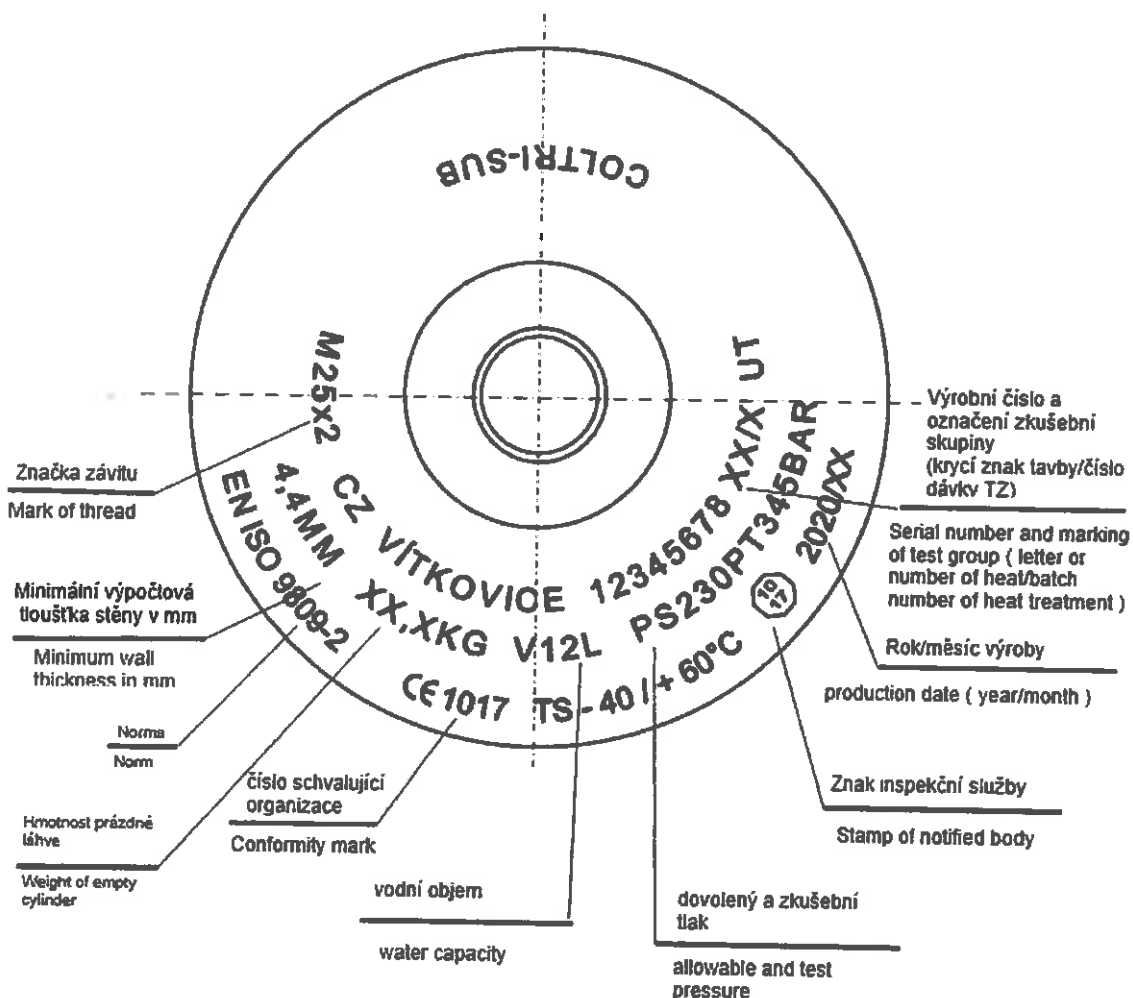 COLTRI-SUB
M25x2 CZ VÍTKOVICE 12345678 XX/X UT
4,4MM XX,XKG V12L PS230PT345BAR
EN ISO 9809-2 CE 1017 TS - 40 / + 60°C 10 17 2020/XX
Značka závitu
Mark of thread
Minimální výpočtová
tloušťka stěny v mm
Minimum wall
thickness in mm
Norma
Norm
Hmotnost prázdné
láhve
Weight of empty
cylinder
číslo schvalující
organizace
Conformity mark
vodní objem
water capacity
dovolený a zkušební
tlak
allowable and test
pressure
Znak inspekční služby
Stamp of notified body
Rok/měsíc výroby
production date ( year/month )
Výrobní číslo a
označení zkušební
skupiny
(krycí znak tavby/číslo
dávky TZ)
Serial number and marking
of test group ( letter or
number of heat/batch
number of heat treatment )